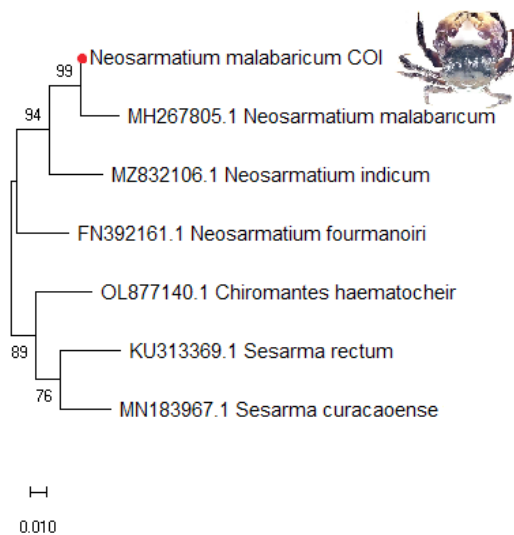 Neosarmatium malabaricum COI
99
94
MH267805.1 Neosarmatium malabaricum
MZ832106.1 Neosarmatium indicum
FN392161.1 Neosarmatium fourmanoiri
OL877140.1 Chiromantes haematocheir
89
KU313369.1 Sesarma rectum
76
MN183967.1 Sesarma curacaoense
0.010